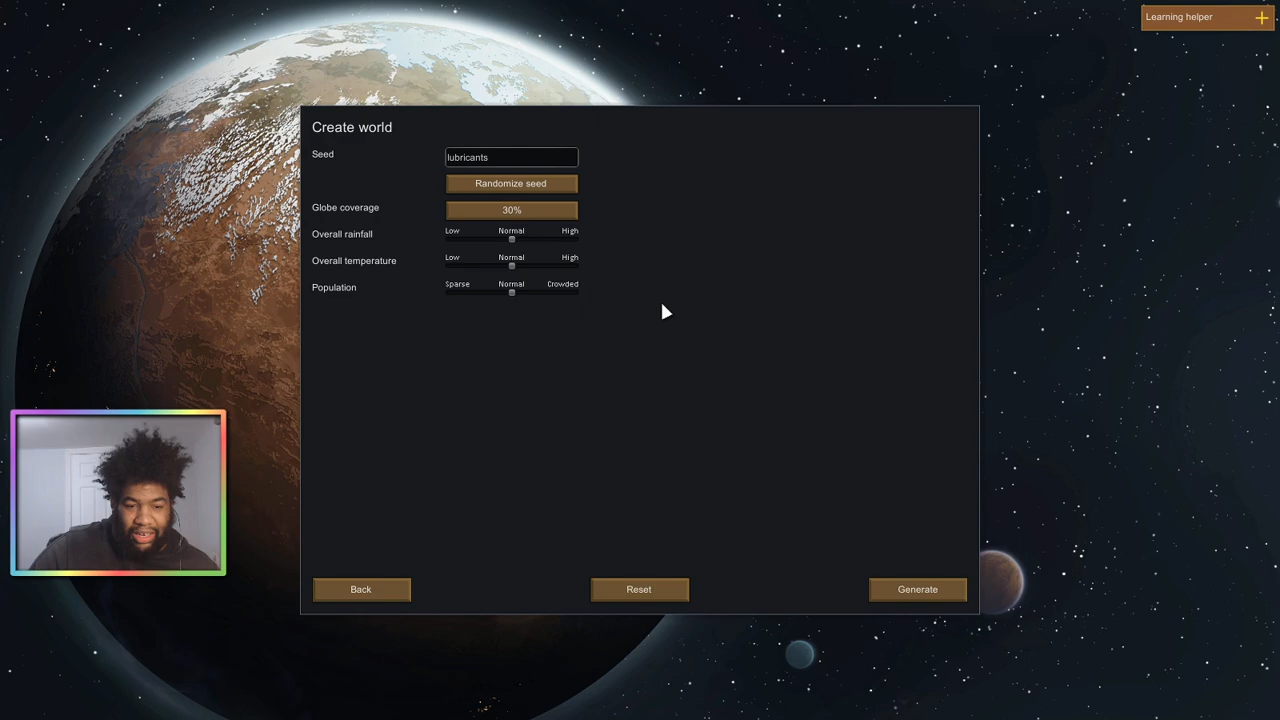 Learning helper
Create world
Seed
lubricants
Randomize seed
Globe coverage
30%
Overall rainfall
Low Normal High
Overall temperature
Low Normal High
Population
Sparse Normal Crowded
Back
Reset
Generate